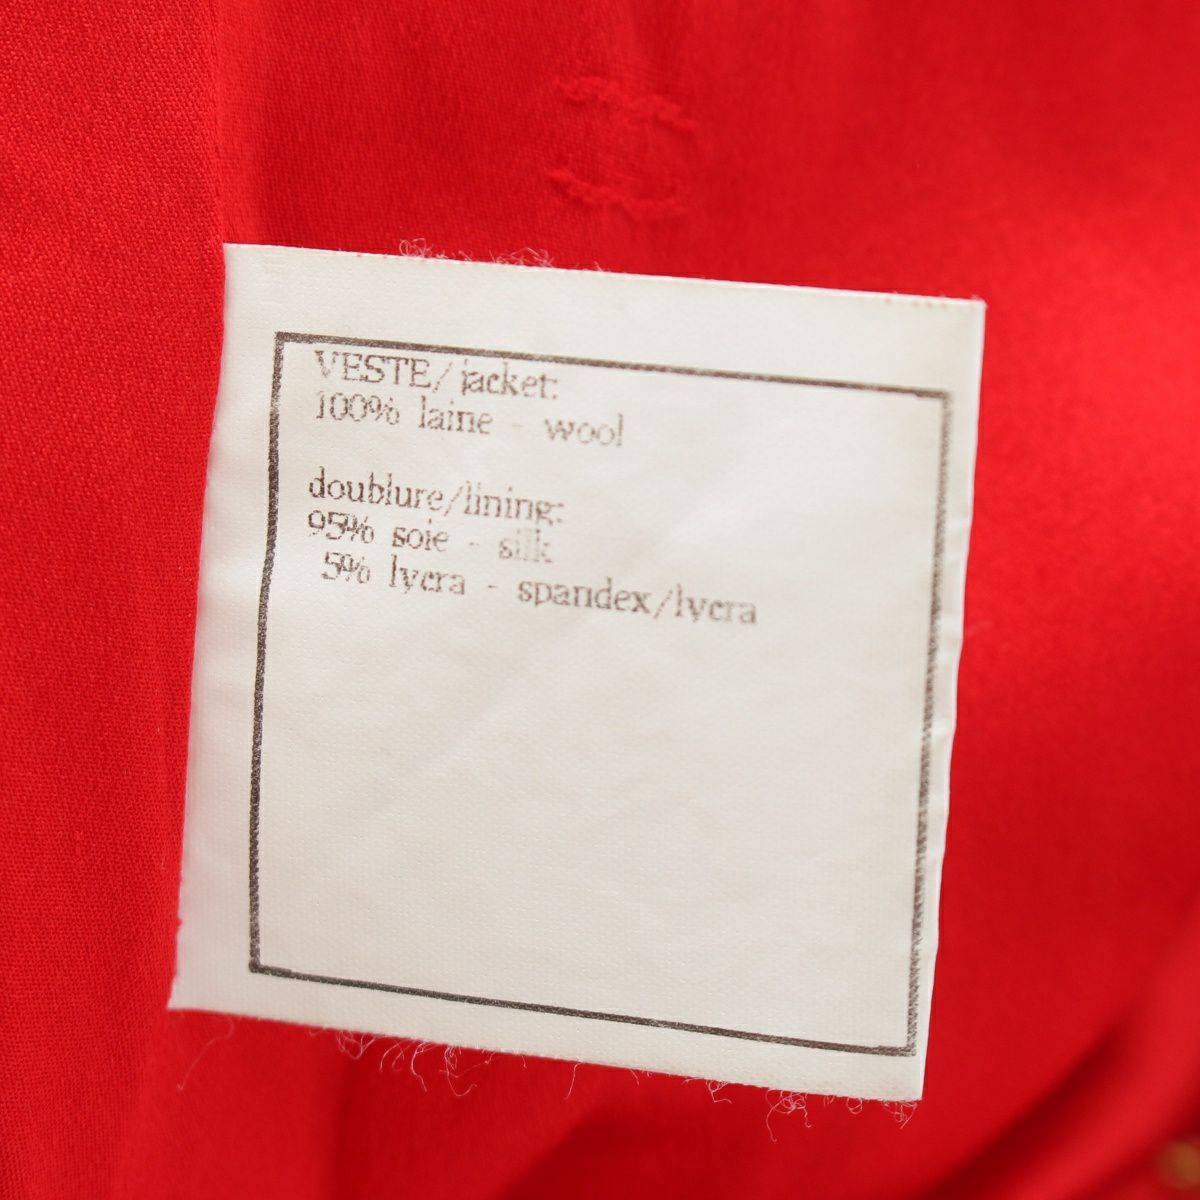 VESTE/jacket:
100% laine - wool
doublure/lining:
95% soie - silk
5% lycra - spandex/lycra